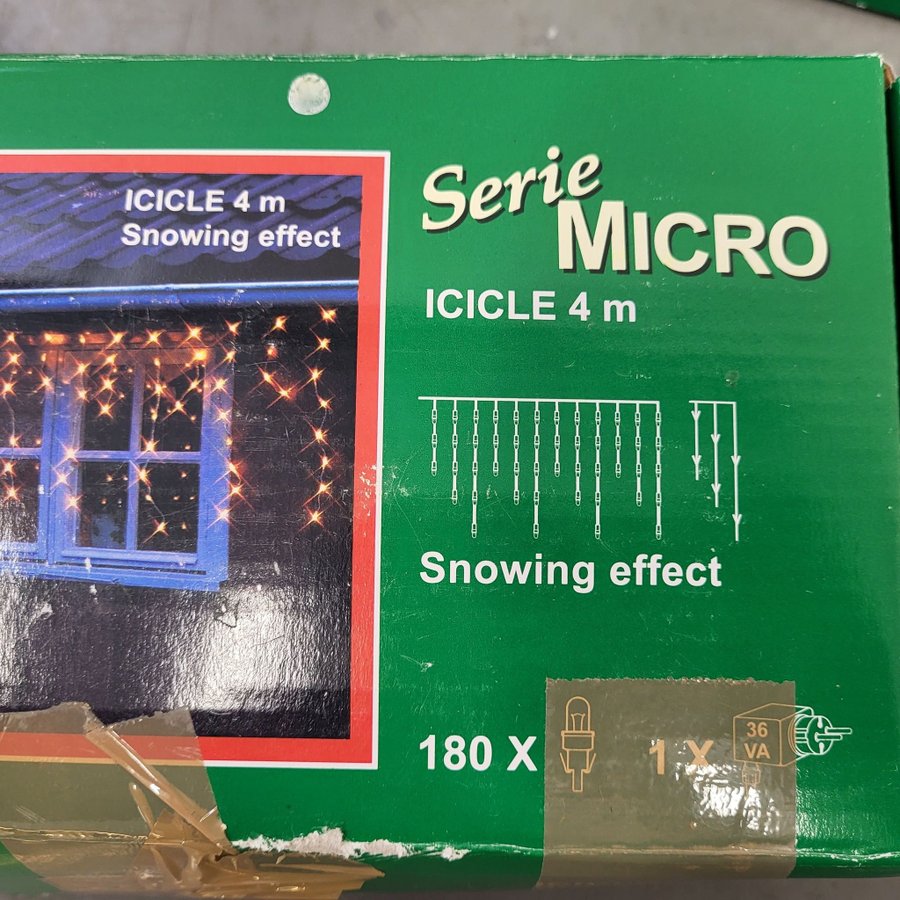 ICICLE 4 m
Snowing effect
Serie
MICRO
ICICLE 4 m
Snowing effect
180 X
1 X
36
VA